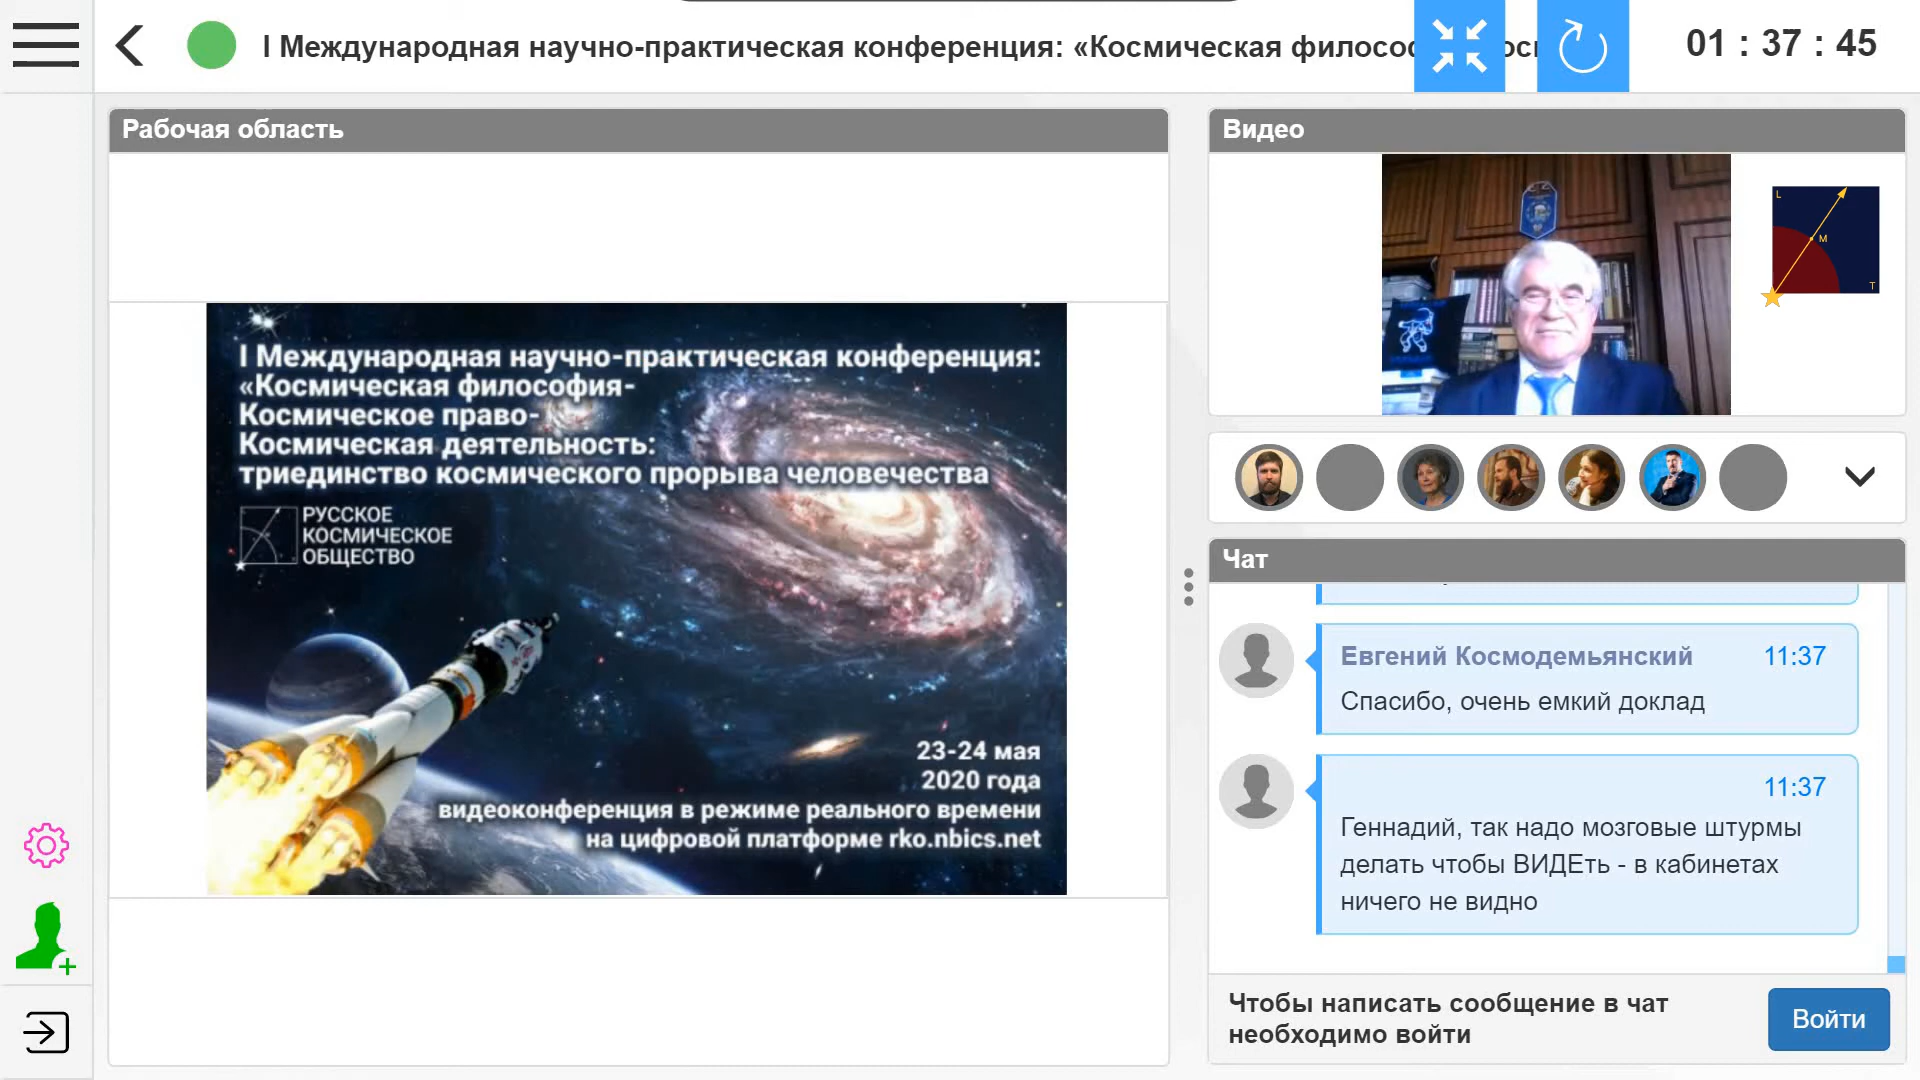 I Международная научно-практическая конференция: «Космическая филосо
01 : 37 : 45
Рабочая область
I Международная научно-практическая конференция:
«Космическая философия-
Космическое право-
Космическая деятельность:
триединство космического прорыва человечества
РУССКОЕ
КОСМИЧЕСКОЕ
ОБЩЕСТВО
23-24 мая
2020 года
видеоконференция в режиме реального времени
на цифровой платформе rko.nbics.net
Видео
L
M
T
Чат
Евгений Космодемьянский 11:37
Спасибо, очень емкий доклад
11:37
Геннадий, так надо мозговые штурмы
делать чтобы ВИДЕть - в кабинетах
ничего не видно
Чтобы написать сообщение в чат
необходимо войти
Войти